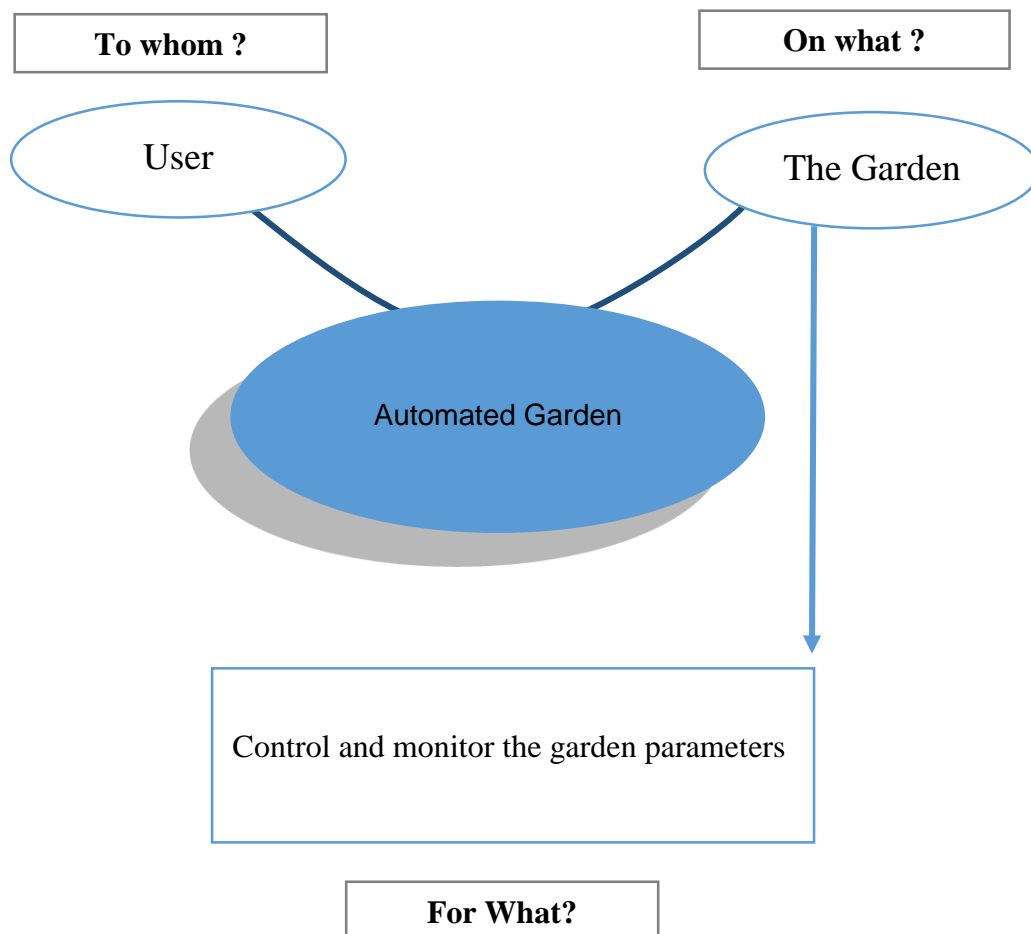 To whom ?
On what ?
User
The Garden
Automated Garden
Control and monitor the garden parameters
For What?